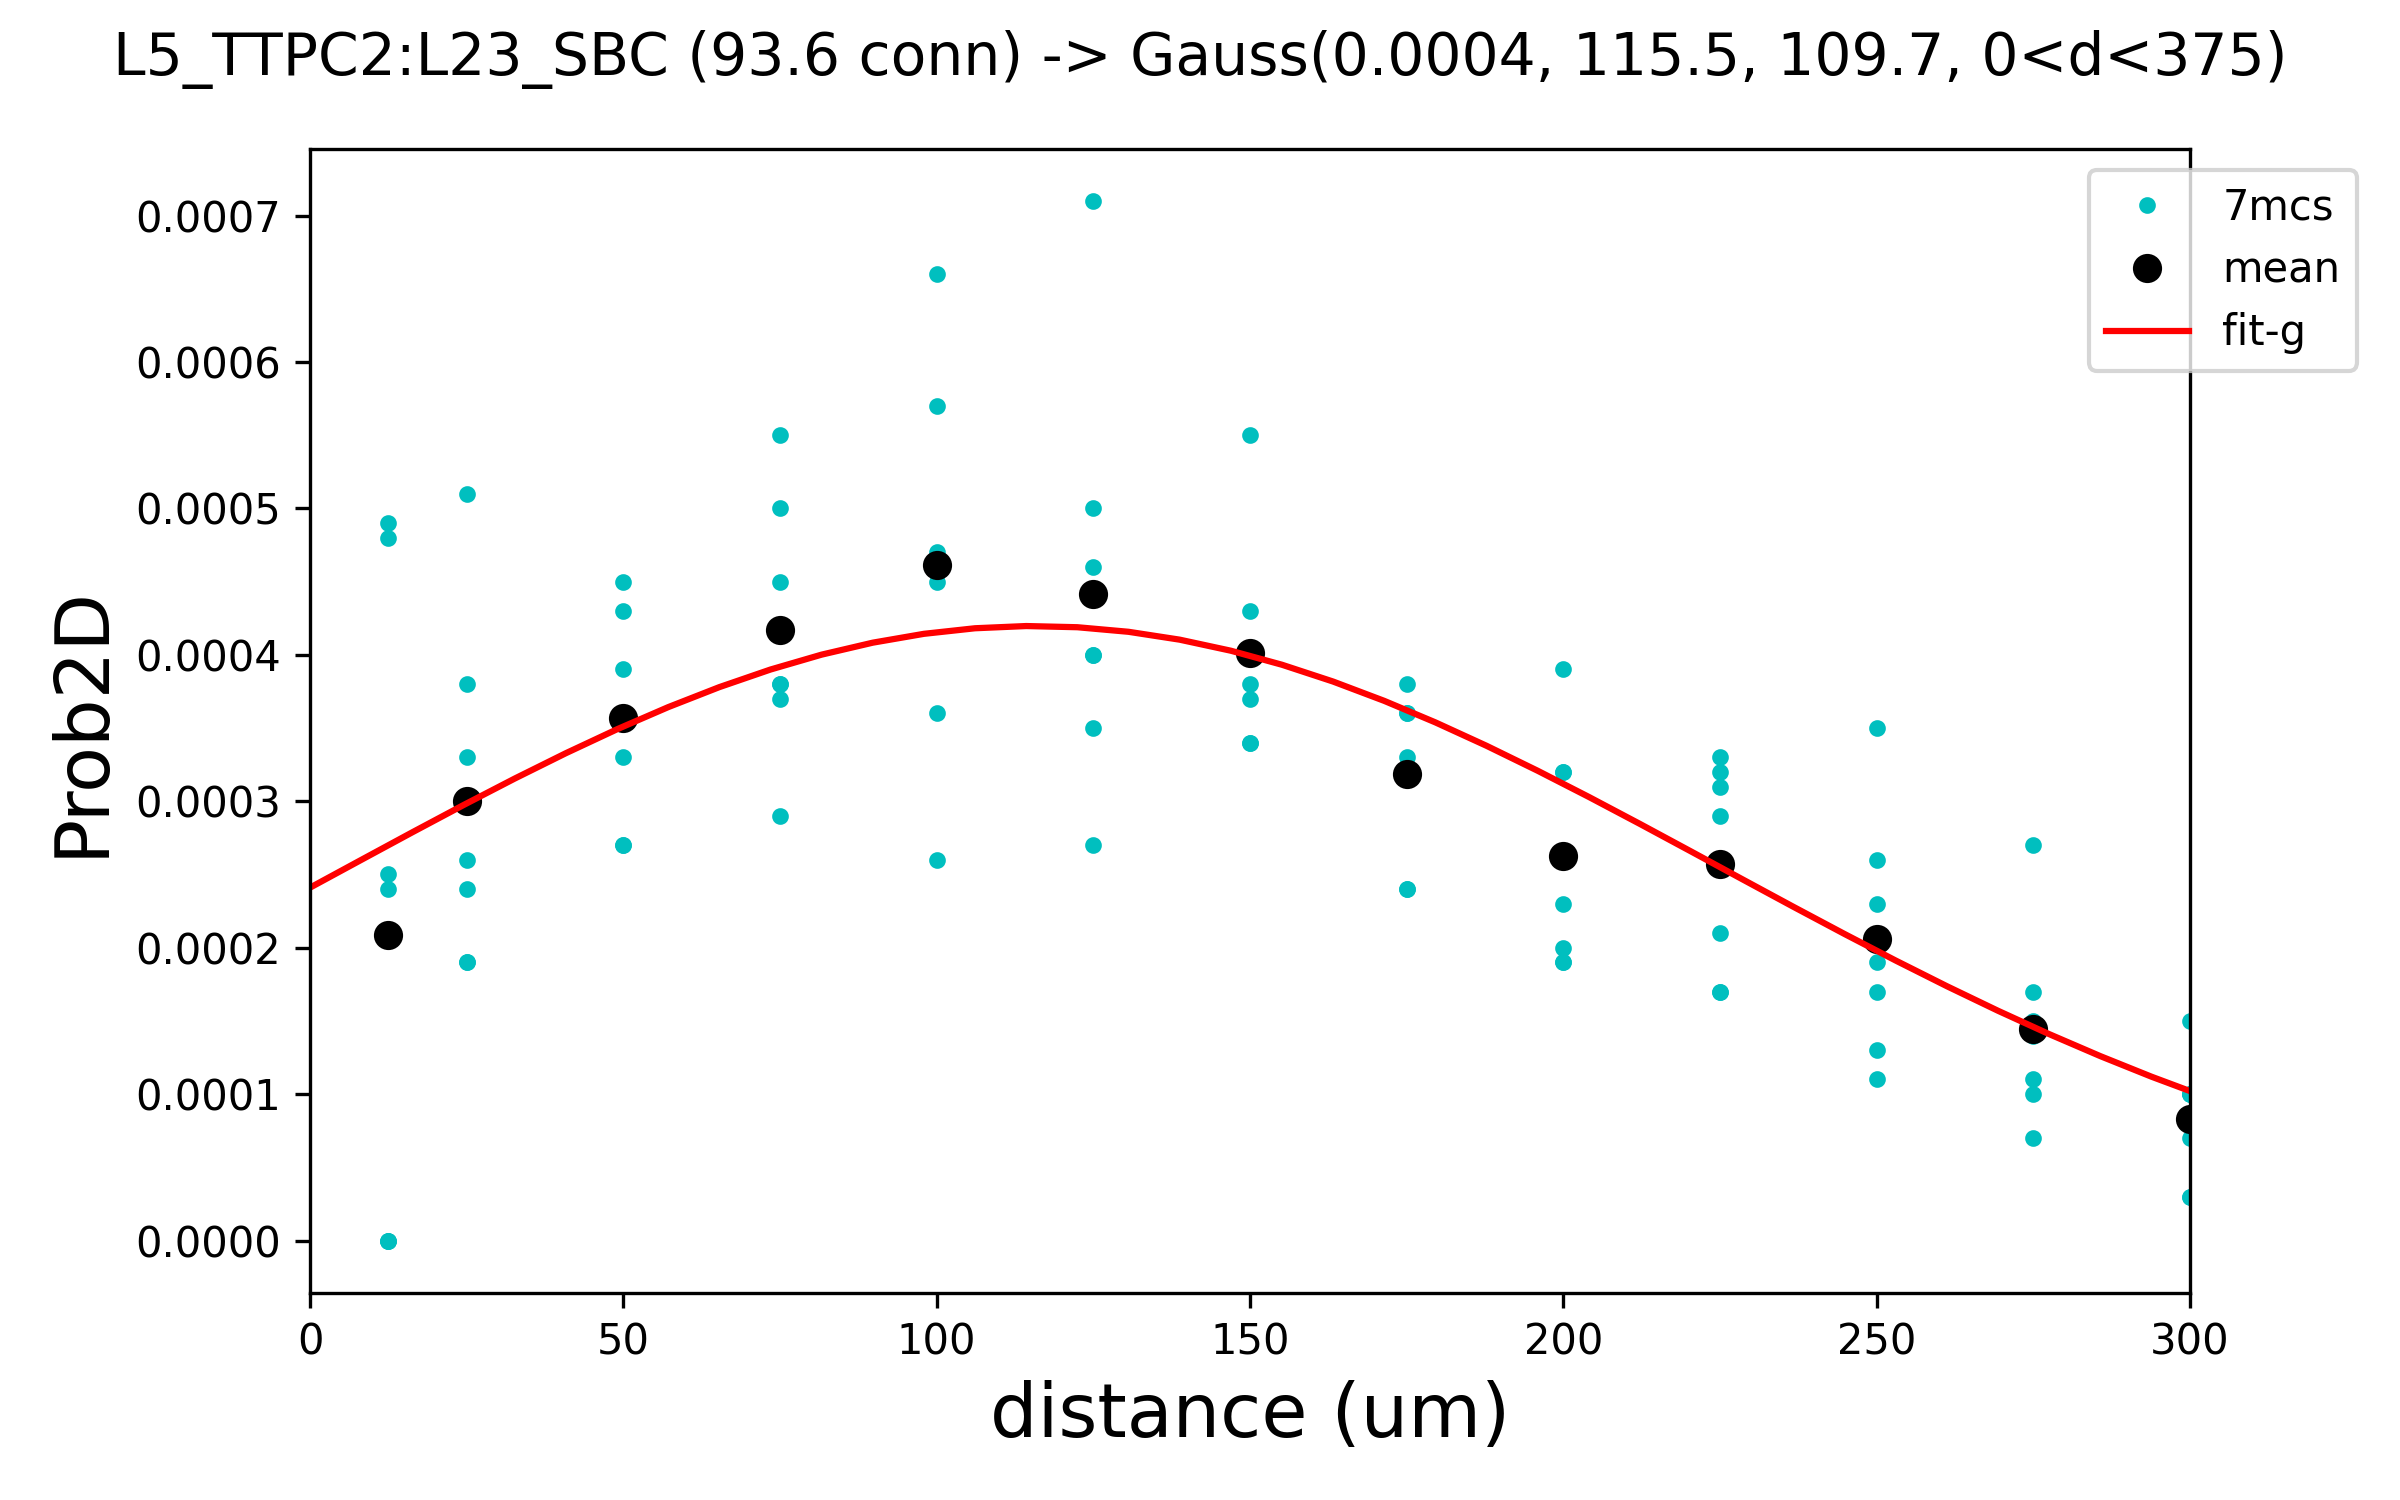 L5_TTPC2:L23_SBC (93.6 conn) -> Gauss(0.0004, 115.5, 109.7, 0<d<375)
7mcs
mean
fit-g
0.0007
0.0006
0.0005
0.0004
0.0003
0.0002
0.0001
0.0000
Prob2D
0 50 100 150 200 250 300
distance (um)